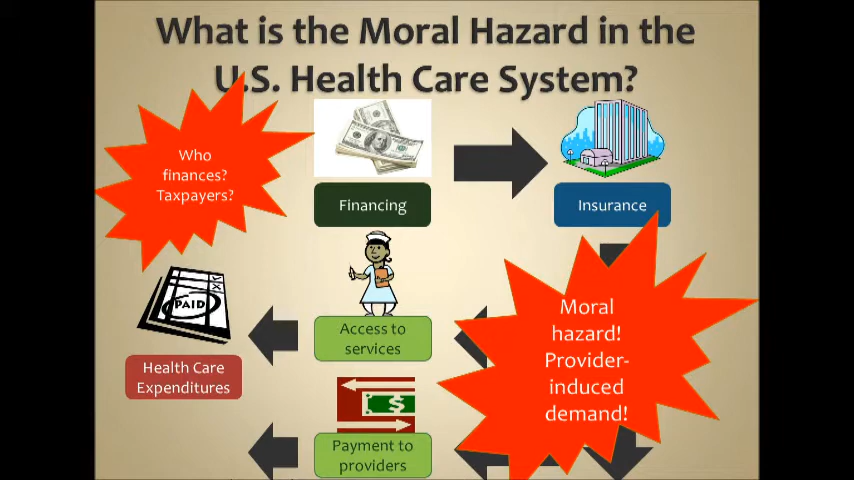 What is the Moral Hazard in the
U.S. Health Care System?
Who
finances?
Taxpayers?
Financing
Insurance
PAID
Moral
hazard!
Provider-
induced
demand!
Access to
services
Health Care
Expenditures
$
Payment to
providers